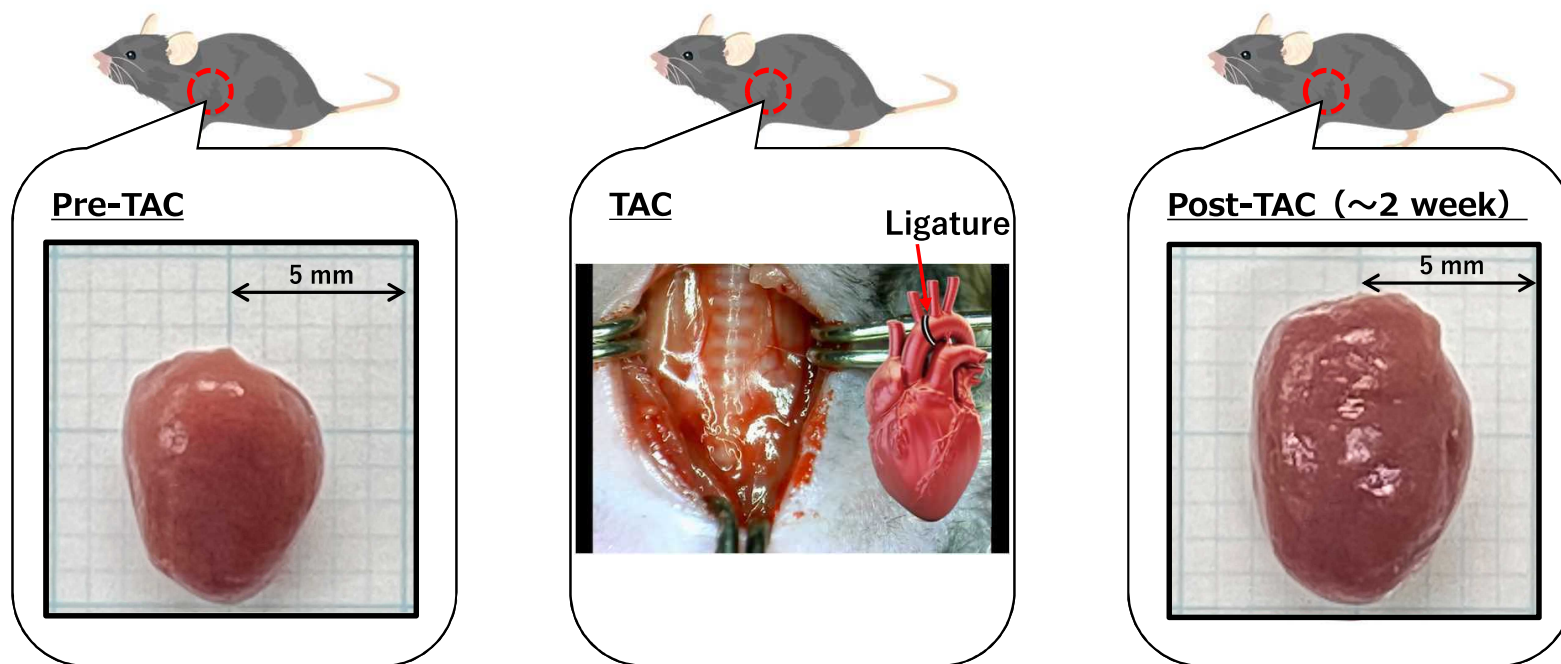 Pre-TAC
5 mm
TAC
Ligature
Post-TAC（～2 week）
5 mm